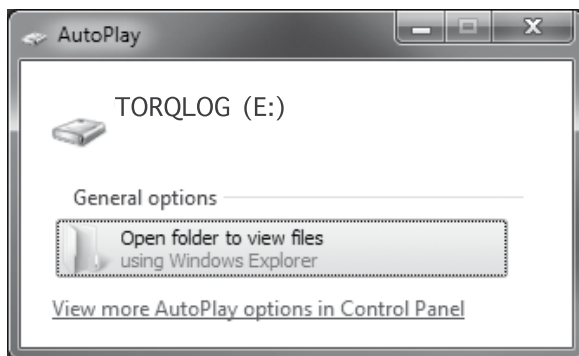 AutoPlay
TORQLOG (E:)
General options
Open folder to view files
using Windows Explorer
View more AutoPlay options in Control Panel